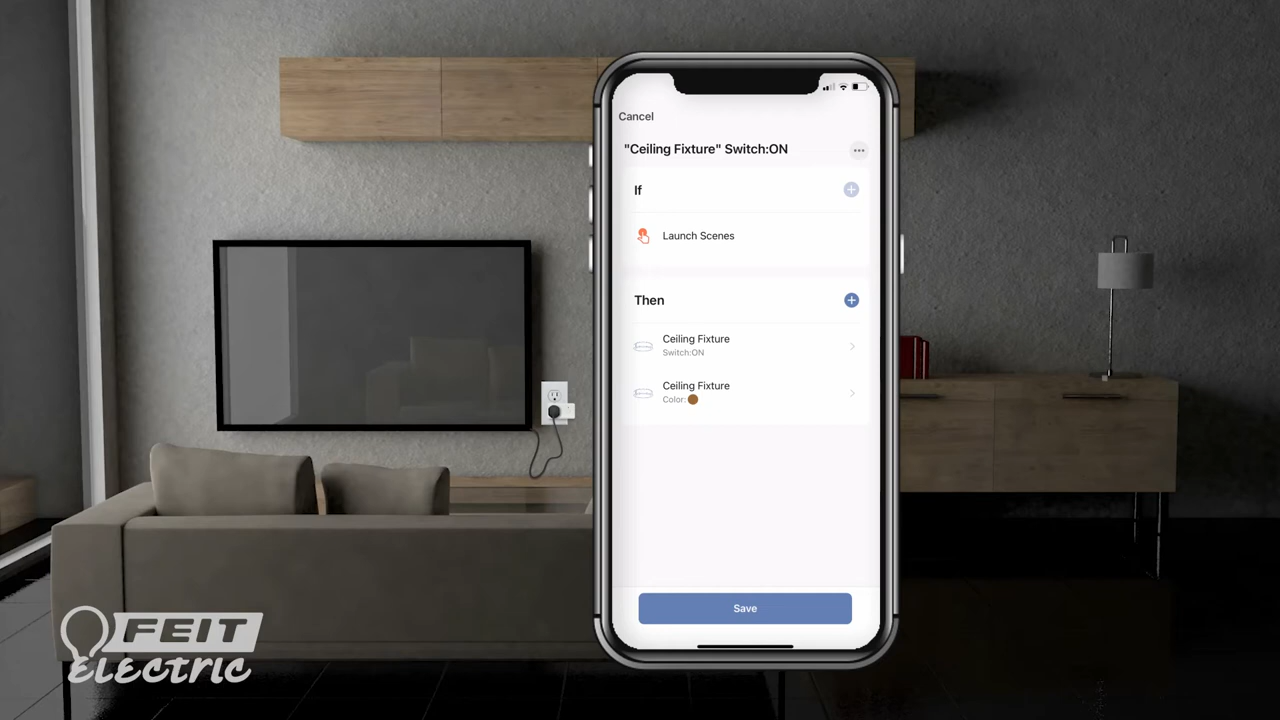 Cancel
"Ceiling Fixture" Switch:ON
If
Launch Scenes
Then
Ceiling Fixture
Switch:ON
Ceiling Fixture
Color:
Save
FEIT
ELECTRIC